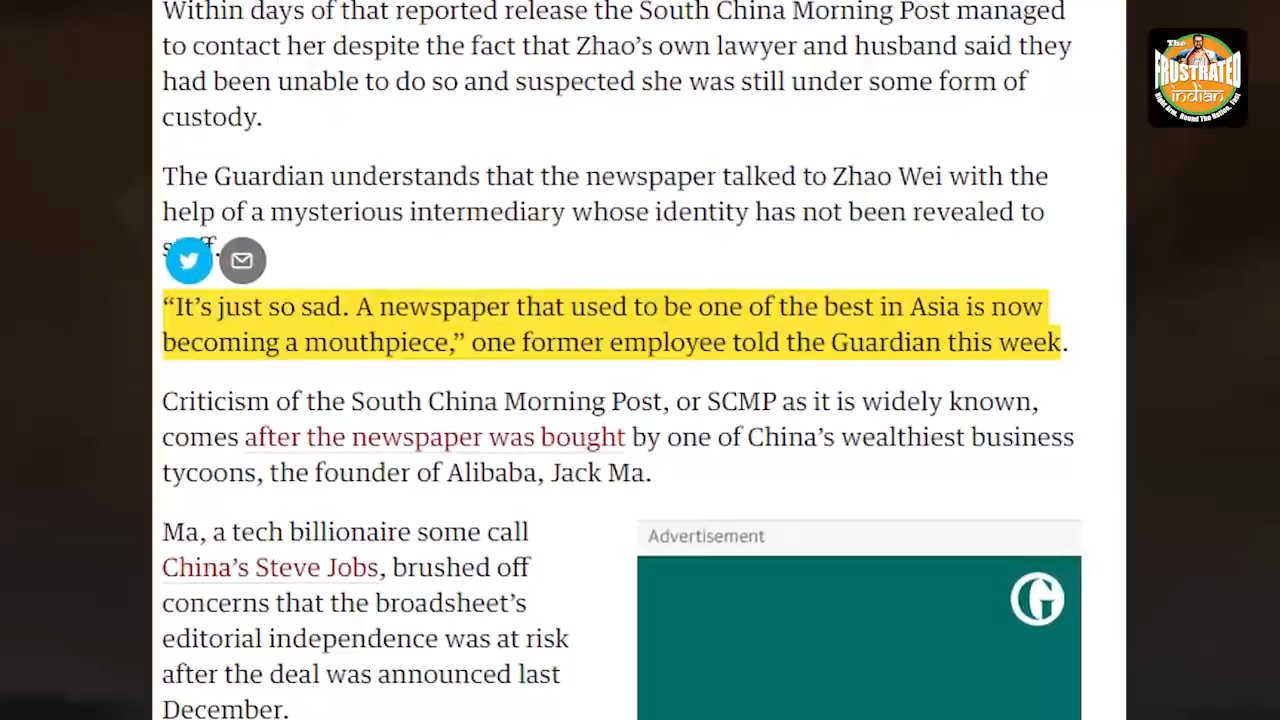 Within days of that reported release the South China Morning Post managed
to contact her despite the fact that Zhao’s own lawyer and husband said they
had been unable to do so and suspected she was still under some form of
custody.
The Guardian understands that the newspaper talked to Zhao Wei with the
help of a mysterious intermediary whose identity has not been revealed to
“It’s just so sad. A newspaper that used to be one of the best in Asia is now
becoming a mouthpiece,” one former employee told the Guardian this week.
Criticism of the South China Morning Post, or SCMP as it is widely known,
comes after the newspaper was bought by one of China’s wealthiest business
tycoons, the founder of Alibaba, Jack Ma.
Ma, a tech billionaire some call
China’s Steve Jobs, brushed off
concerns that the broadsheet’s
editorial independence was at risk
after the deal was announced last
December.
Advertisement
G
The
FRUSTRATED
indian
Right Arm. Round The Nation. Fast